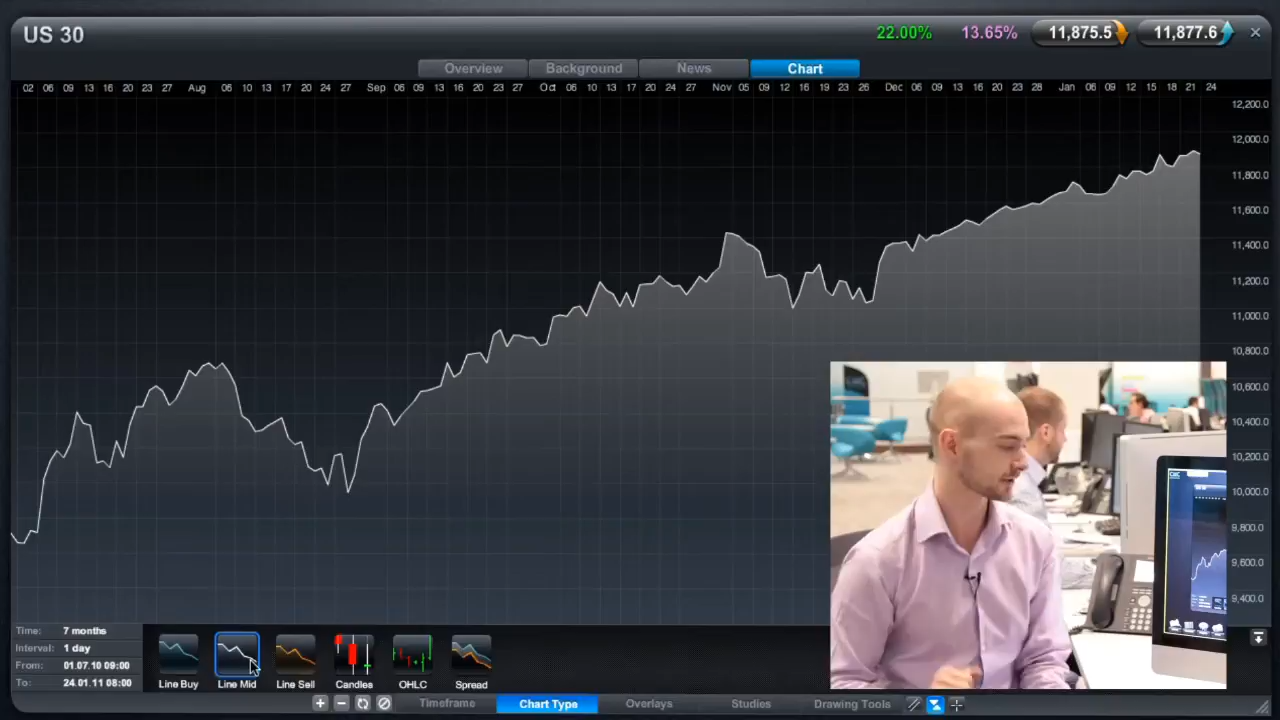 US 30
22.00% 13.65% 11,875.5 11,877.6
Overview Background News Chart
02 06 09 13 16 20 23 27 Aug 06 10 13 17 20 24 27 Sep 06 09 13 17 20 23 27 Oct 06 10 13 17 20 24 27 Nov 05 09 12 16 19 23 26 Dec 06 09 13 16 20 23 28 Jan 06 09 12 15 18 21 24
12,200.0
12,000.0
11,800.0
11,600.0
11,400.0
11,200.0
11,000.0
10,800.0
10,600.0
10,400.0
10,200.0
10,000.0
9,800.0
9,600.0
9,400.0
Time: 7 months
Interval: 1 day
From: 01.07.10 09:00
To: 24.01.11 08:00
Line Buy Line Mid Line Sell Candles OHLC Spread
Timeframe Chart Type Overlays Studies Drawing Tools